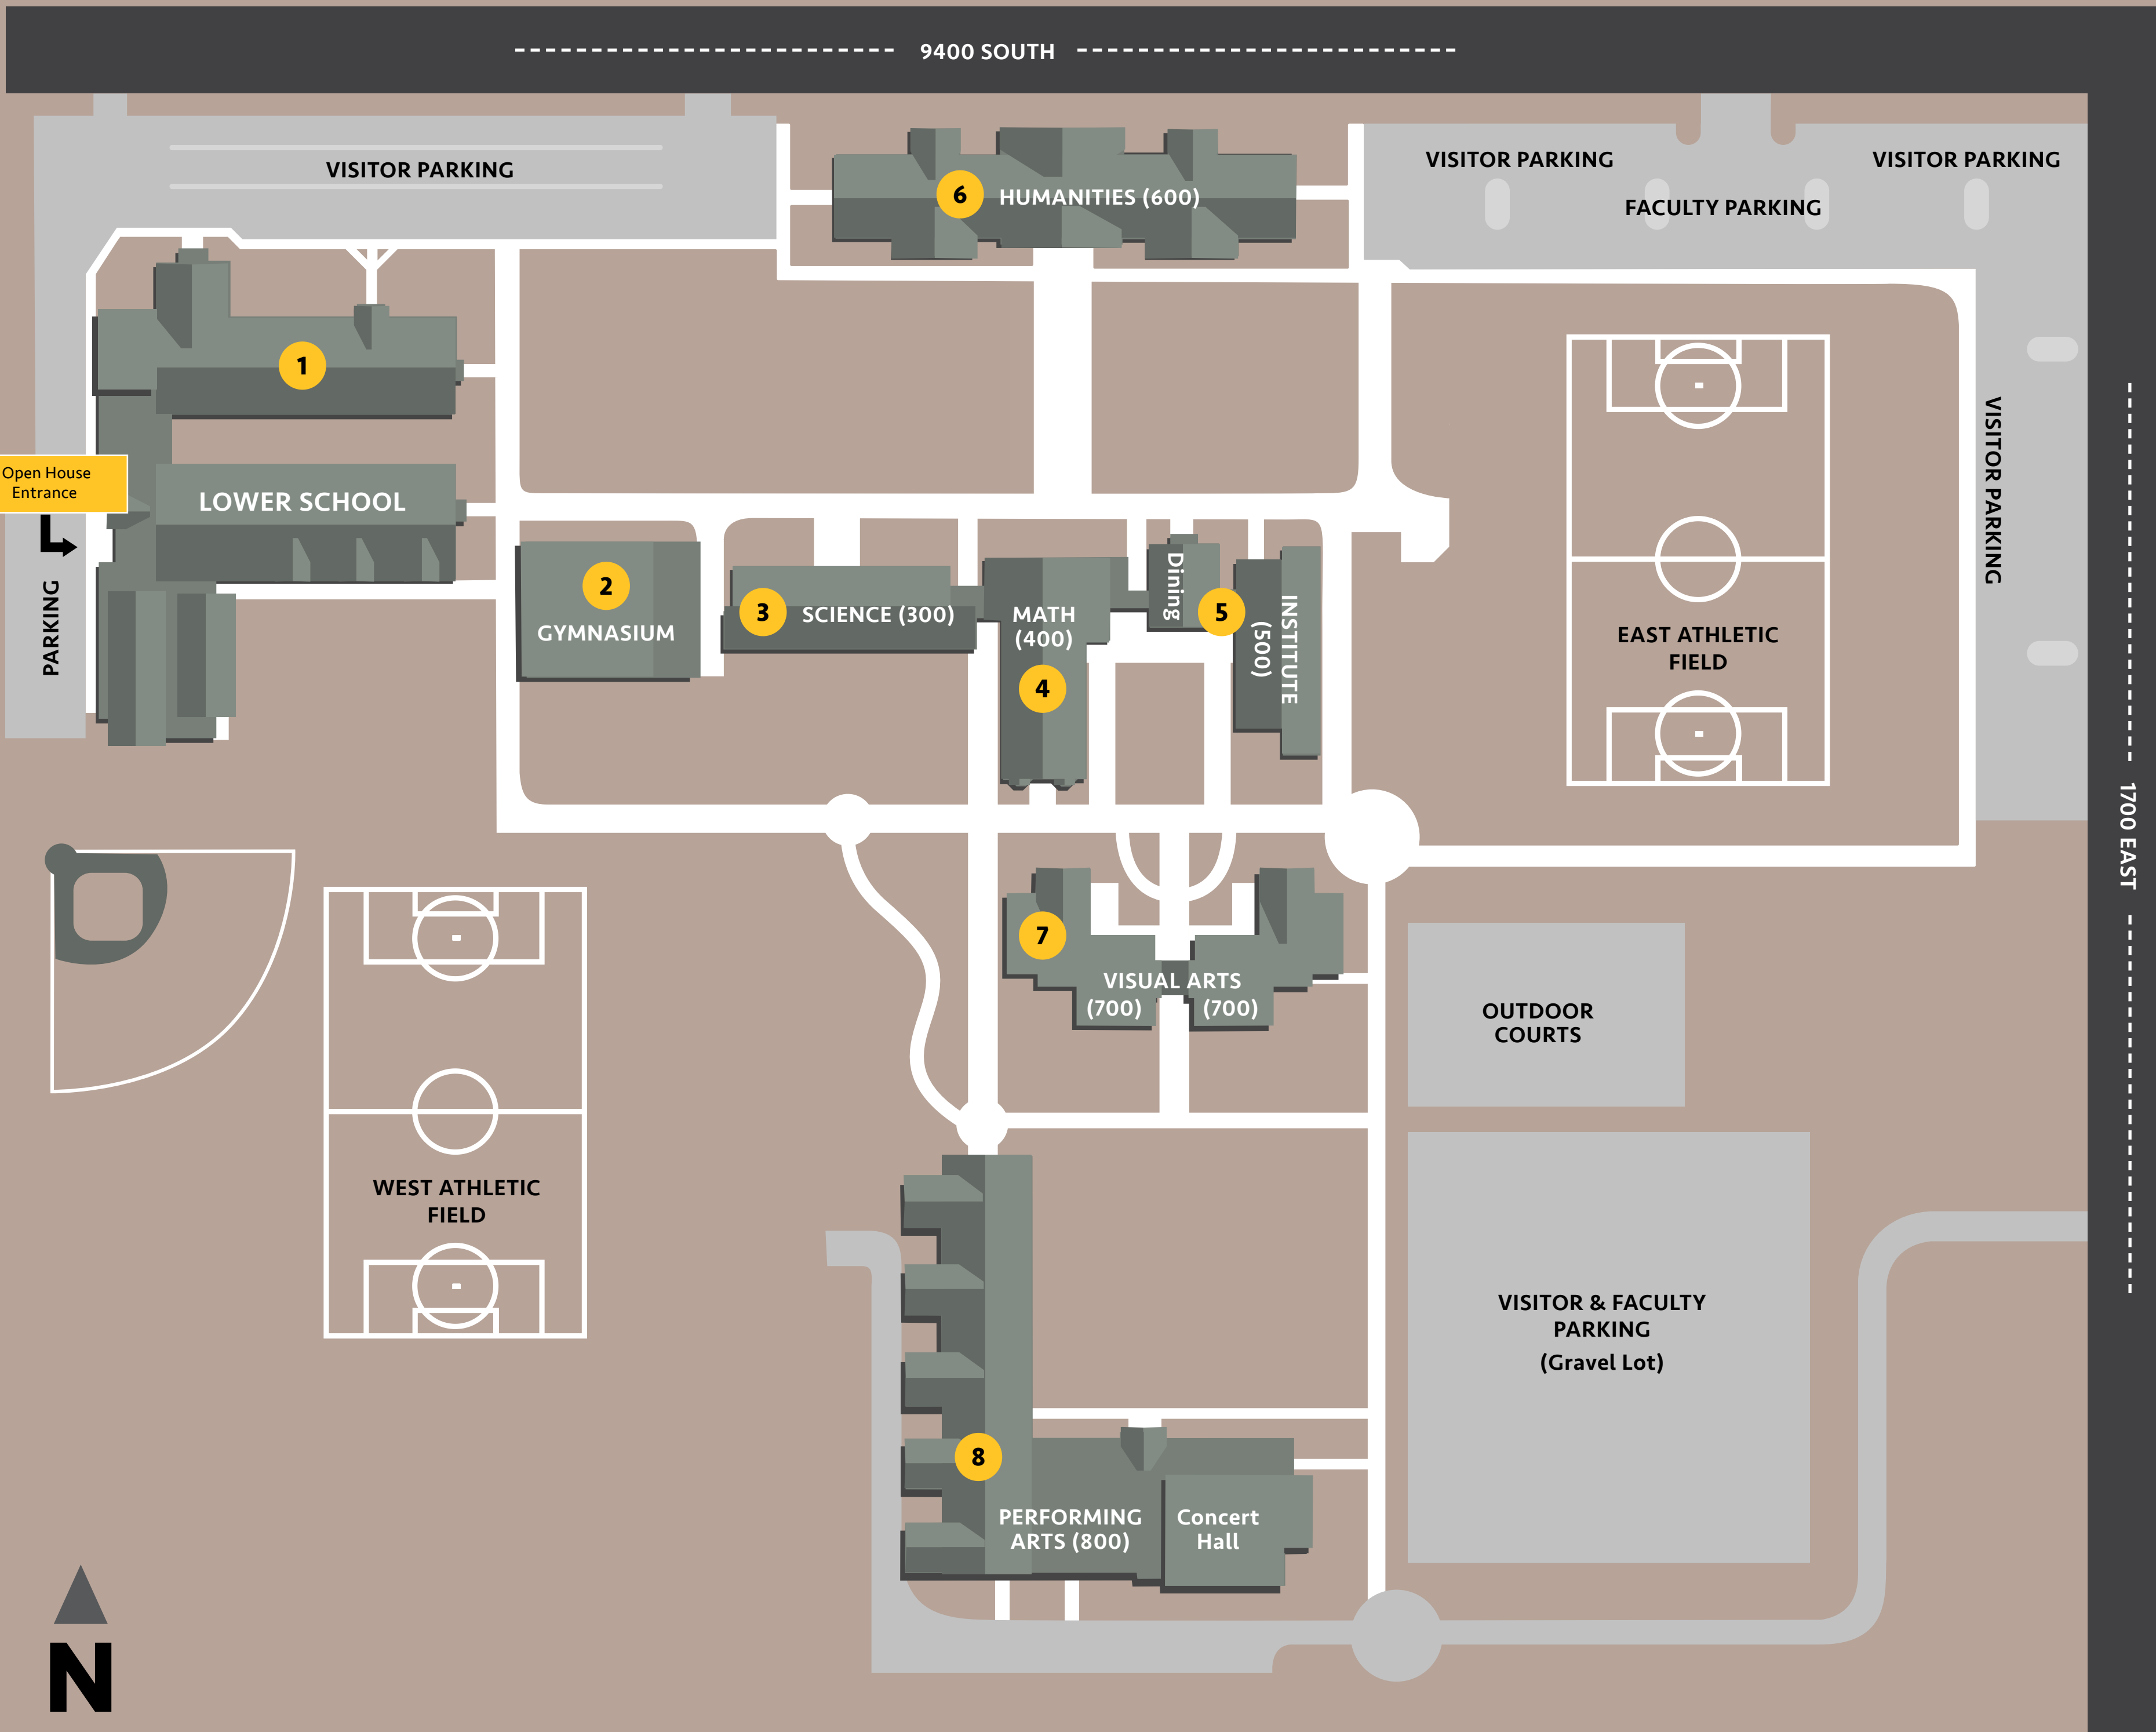 9400 SOUTH
VISITOR PARKING
6
HUMANITIES (600)
VISITOR PARKING
VISITOR PARKING
FACULTY PARKING
1
Open House
Entrance
LOWER SCHOOL
PARKING
2
GYMNASIUM
3
SCIENCE (300)
MATH
(400)
4
Dining
5
INSTITUTE
(500)
EAST ATHLETIC
FIELD
VISITOR PARKING
1700 EAST
7
VISUAL ARTS
(700)
(700)
OUTDOOR
COURTS
WEST ATHLETIC
FIELD
VISITOR & FACULTY
PARKING
(Gravel Lot)
8
PERFORMING
ARTS (800)
Concert
Hall
N